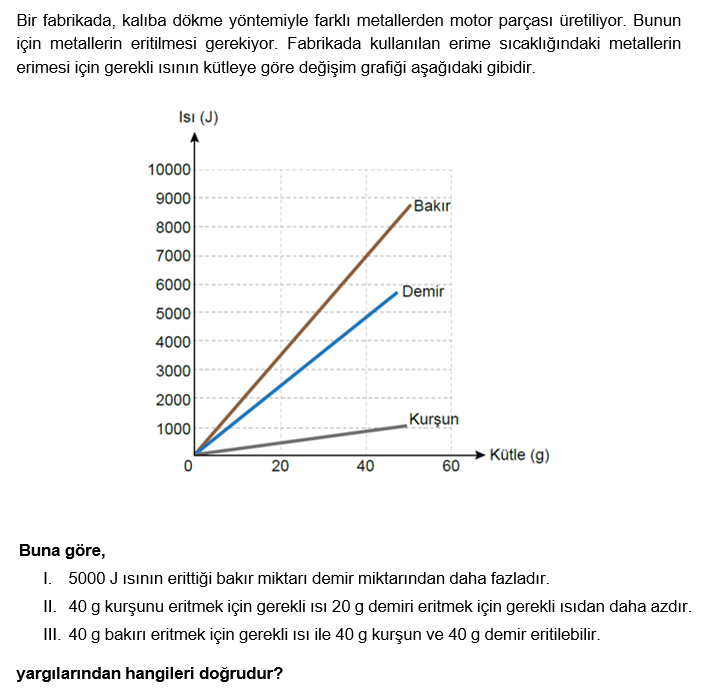 Bir fabrikada, kalıba dökme yöntemiyle farklı metallerden motor parçası üretiliyor. Bunun
için metallerin eritilmesi gerekiyor. Fabrikada kullanılan erime sıcaklığındaki metallerin
erimesi için gerekli ısının kütleye göre değişim grafiği aşağıdaki gibidir.
Isı (J)
10000
9000
Bakır
8000
7000
6000
Demir
5000
4000
3000
2000
Kurşun
1000
Kütle (g)
0 20 40 60
Buna göre,
I. 5000 J ısının erittiği bakır miktarı demir miktarından daha fazladır.
II. 40 g kurşunu eritmek için gerekli ısı 20 g demiri eritmek için gerekli ısıdan daha azdır.
III. 40 g bakırı eritmek için gerekli ısı ile 40 g kurşun ve 40 g demir eritilebilir.
yargılarından hangileri doğrudur?